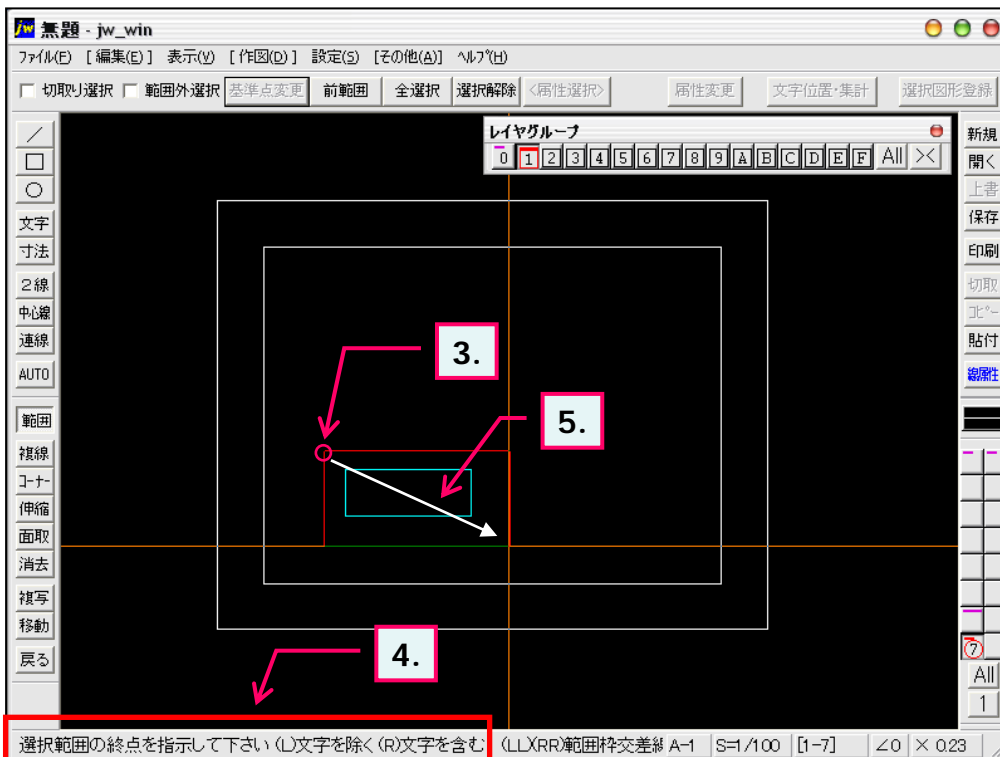 jw 無題 - jw_win
ファイル(F) [編集(E)] 表示(V) [作図(D)] 設定(S) [その他(A)] ヘルプ(H)
切取り選択 範囲外選択 基準点変更 前範囲 全選択 選択解除 <属性選択> 属性変更 文字位置・集計 選択図形登録
レイヤグループ
0 1 2 3 4 5 6 7 8 9 A B C D E F All ><
文字
寸法
2線
中心線
連線
AUTO
範囲
複線
コーナー
伸縮
面取
消去
複写
移動
戻る
3.
5.
4.
新規
開く
上書
保存
印刷
切取
コピー
貼付
線属性
7
All
1
選択範囲の終点を指示して下さい (L)文字を除く (R)文字を含む (LL)(RR)範囲枠交差線 A-1 S=1/100 [1-7] ∠0 × 0.23